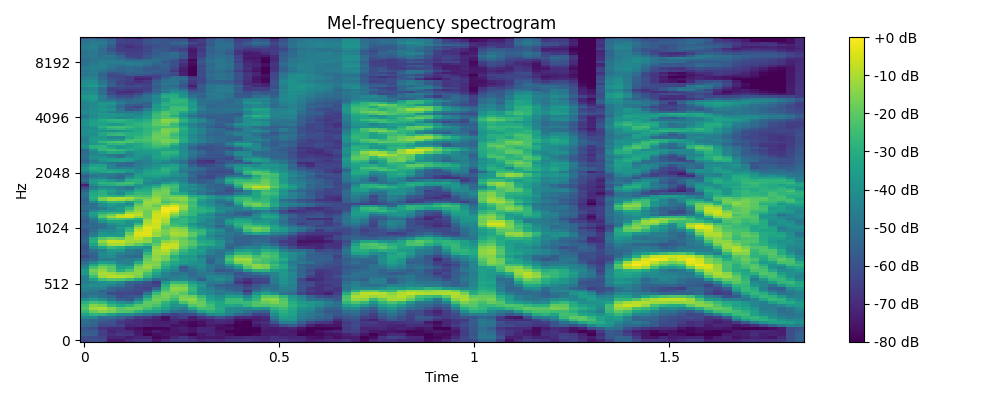 Mel-frequency spectrogram
Hz
8192
4096
2048
1024
512
0
0
0.5
1
1.5
Time
+0 dB
-10 dB
-20 dB
-30 dB
-40 dB
-50 dB
-60 dB
-70 dB
-80 dB